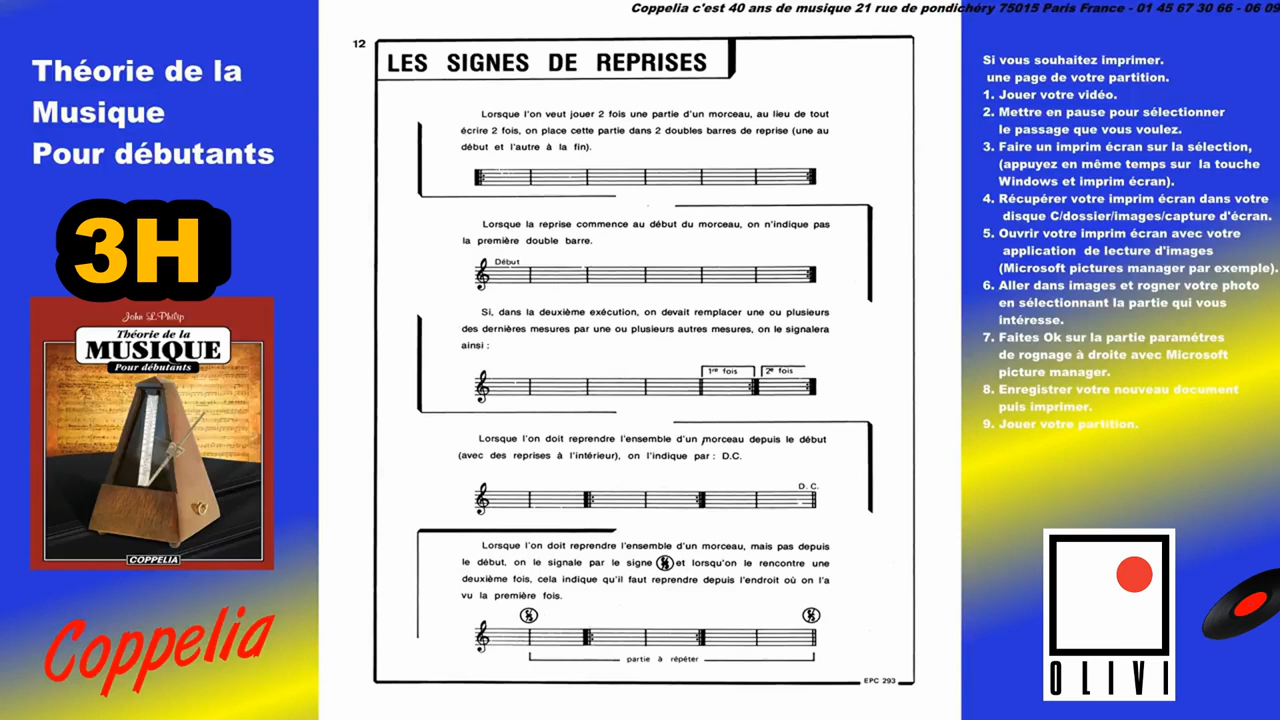 Coppelia c'est 40 ans de musique 21 rue de pondichéry 75015 Paris France - 01 45 67 30 66 - 06 09
Théorie de la
Musique
Pour débutants
3H
John L.Philip
Théorie de la
MUSIQUE
Pour débutants
COPPELIA
Coppelia
12
LES SIGNES DE REPRISES
Lorsque l'on veut jouer 2 fois une partie d'un morceau, au lieu de tout
écrire 2 fois, on place cette partie dans 2 doubles barres de reprise (une au
début et l'autre à la fin).
Lorsque la reprise commence au début du morceau, on n'indique pas
la première double barre.
Début
Si, dans la deuxième exécution, on devait remplacer une ou plusieurs
des dernières mesures par une ou plusieurs autres mesures, on le signalera
ainsi :
1re fois 2e fois
Lorsque l'on doit reprendre l'ensemble d'un morceau depuis le début
(avec des reprises à l'intérieur), on l'indique par : D.C.
D. C.
Lorsque l'on doit reprendre l'ensemble d'un morceau, mais pas depuis
le début, on le signale par le signe et lorsqu'on le rencontre une
deuxième fois, cela indique qu'il faut reprendre depuis l'endroit où on l'a
vu la première fois.
partie à répéter
EPC 293
Si vous souhaitez imprimer.
une page de votre partition.
1. Jouer votre vidéo.
2. Mettre en pause pour sélectionner
le passage que vous voulez.
3. Faire un imprim écran sur la sélection,
(appuyez en même temps sur la touche
Windows et imprim écran).
4. Récupérer votre imprim écran dans votre
disque C/dossier/images/capture d'écran.
5. Ouvrir votre imprim écran avec votre
application de lecture d'images
(Microsoft pictures manager par exemple).
6. Aller dans images et rogner votre photo
en sélectionnant la partie qui vous
intéresse.
7. Faites Ok sur la partie paramétres
de rognage à droite avec Microsoft
picture manager.
8. Enregistrer votre nouveau document
puis imprimer.
9. Jouer votre partition.
OLIVI